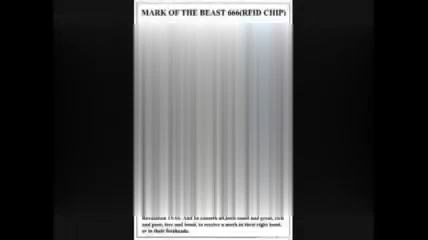 MARK OF THE BEAST 666(RFID CHIP)
Revelation 13:16: And he causeth all, both small and great, rich
and poor, free and bond, to receive a mark in their right hand,
or in their foreheads: